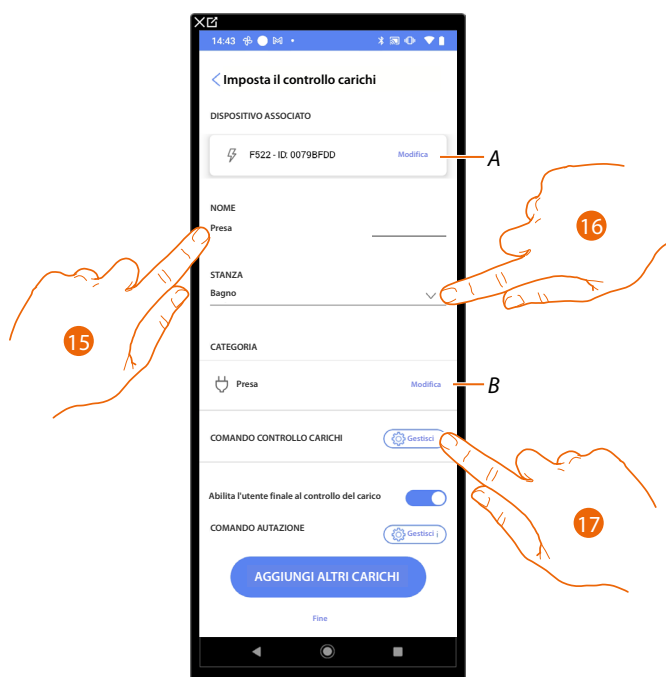 14:43
Imposta il controllo carichi
DISPOSITIVO ASSOCIATO
F522 - ID: 0079BFDD Modifica
A
NOME
Presa
16
STANZA
Bagno
15
CATEGORIA
Presa Modifica
B
COMANDO CONTROLLO CARICHI Gestisci
Abilita l'utente finale al controllo del carico
17
COMANDO AUTAZIONE Gestisci i
AGGIUNGI ALTRI CARICHI
Fine